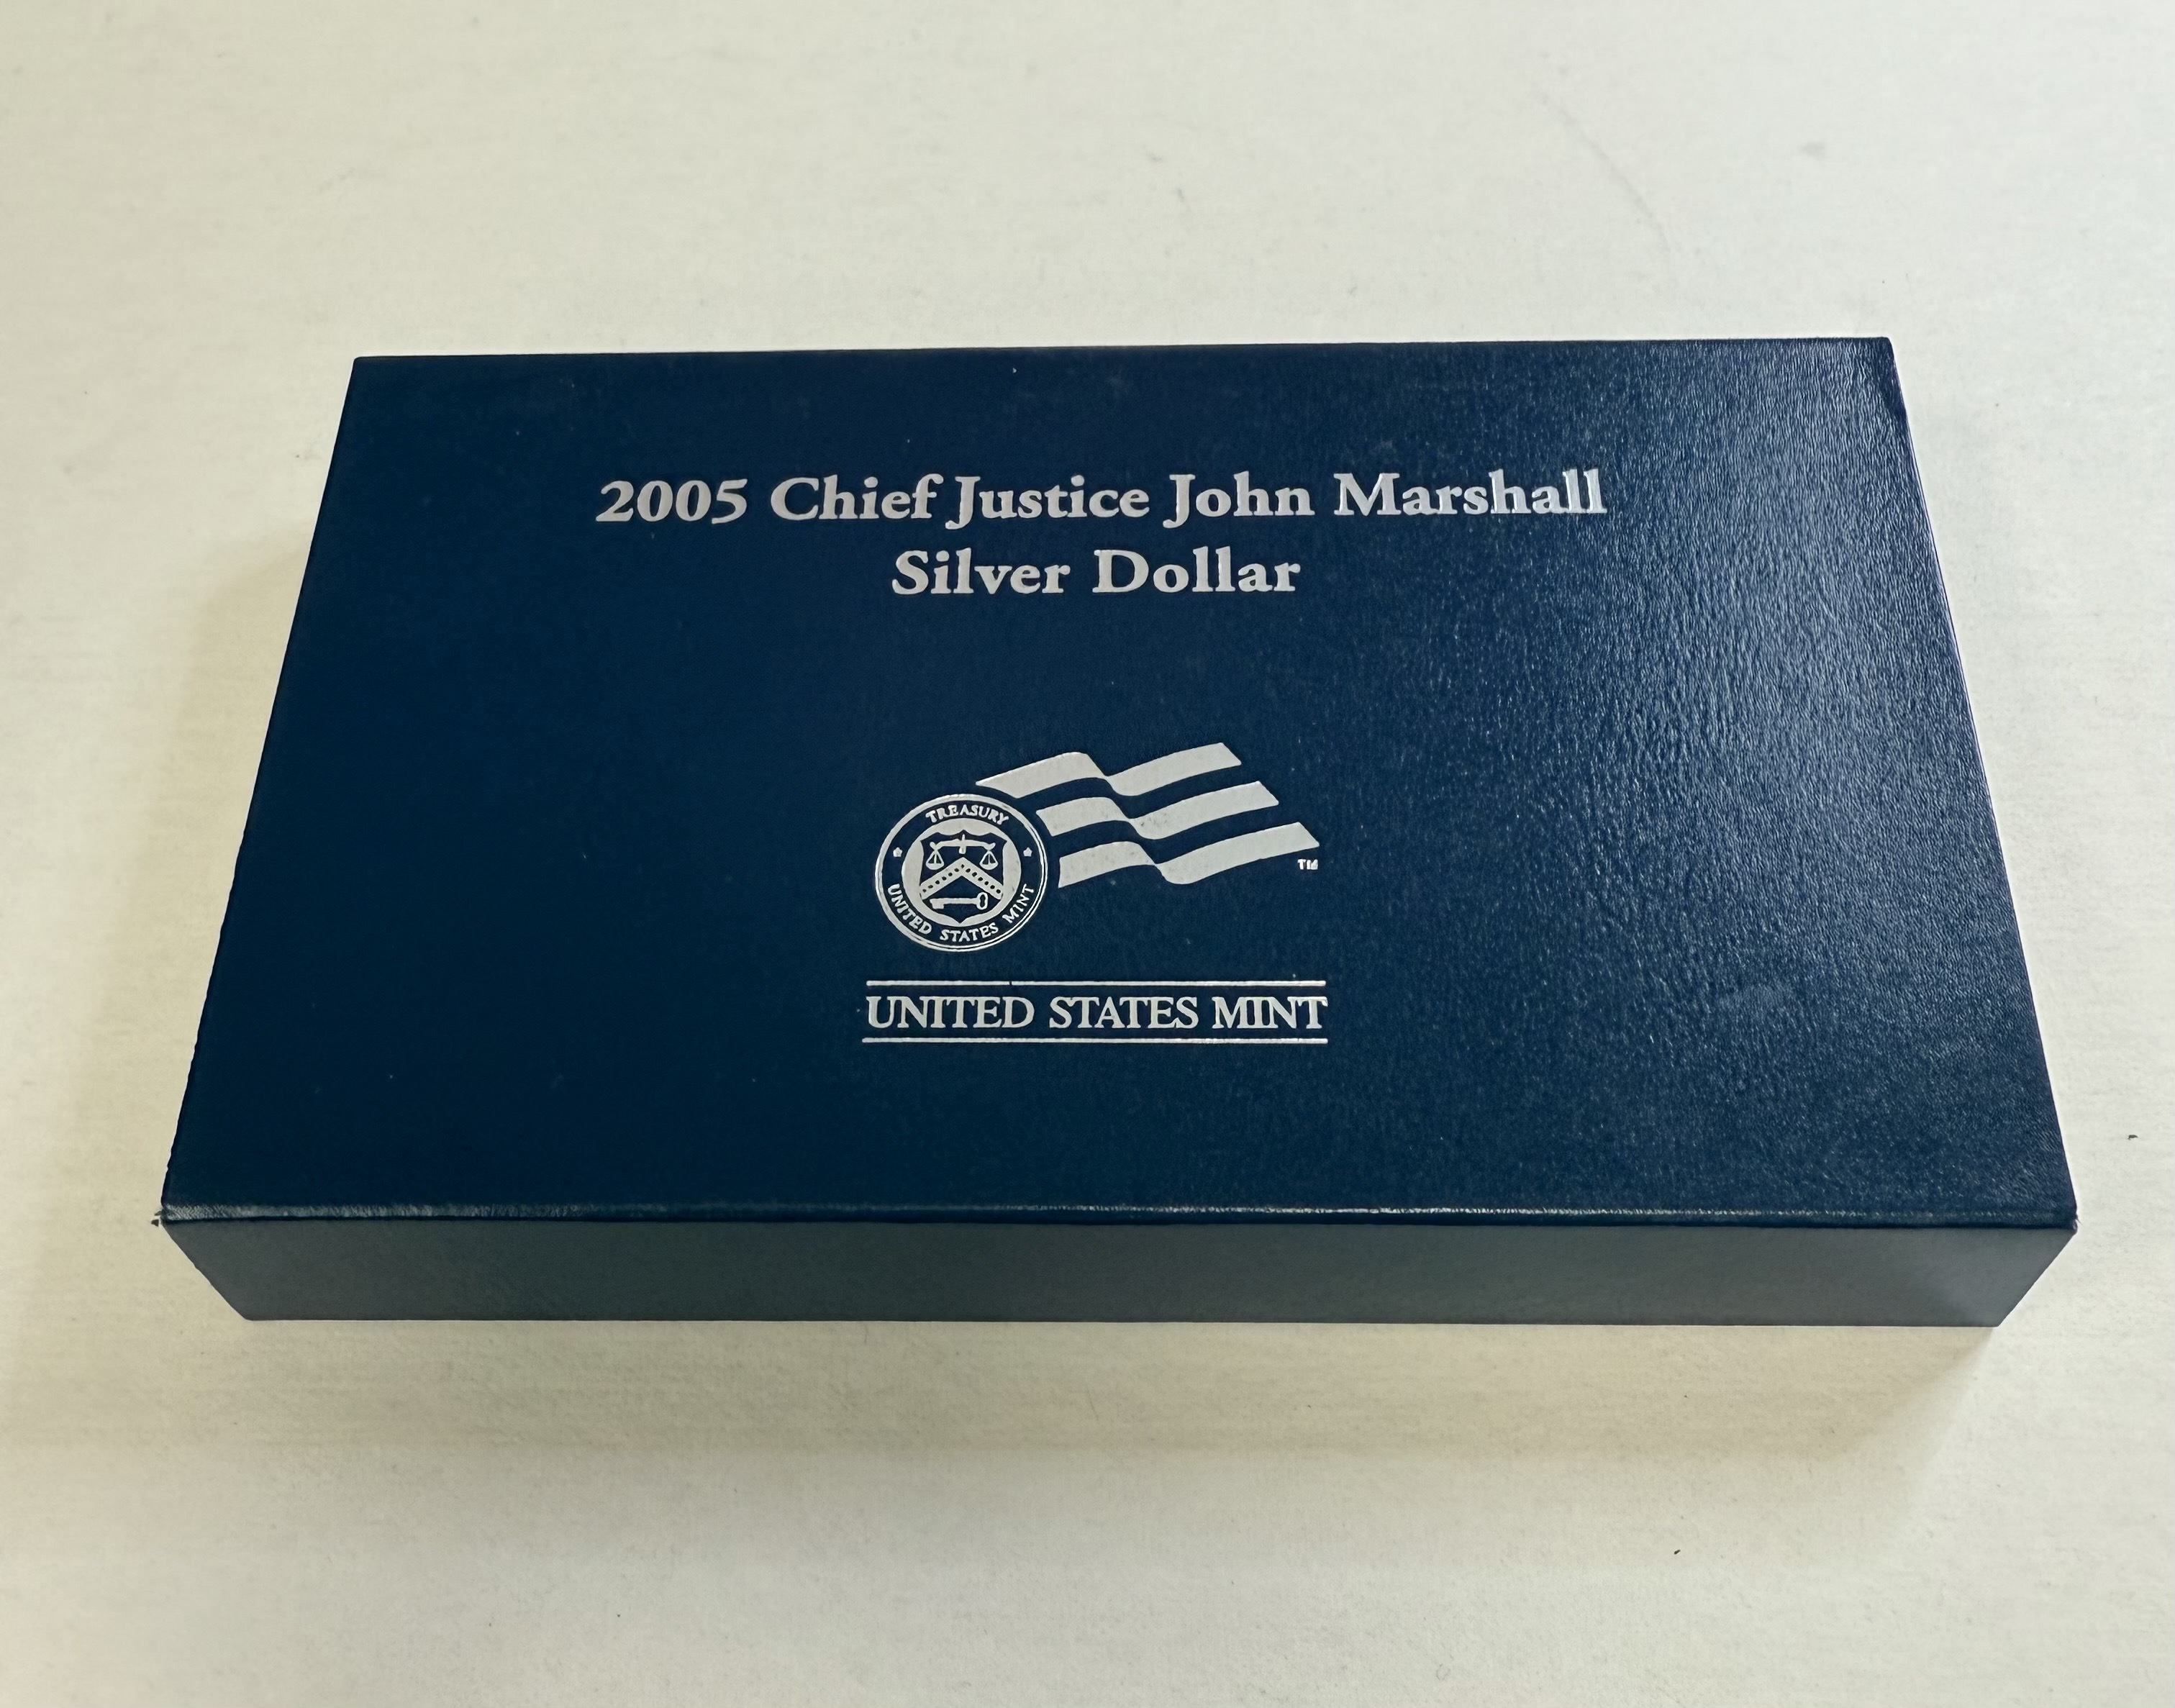 2005 Chief Justice John Marshall
Silver Dollar
TREASURY
UNITED STATES MINT
TM
UNITED STATES MINT